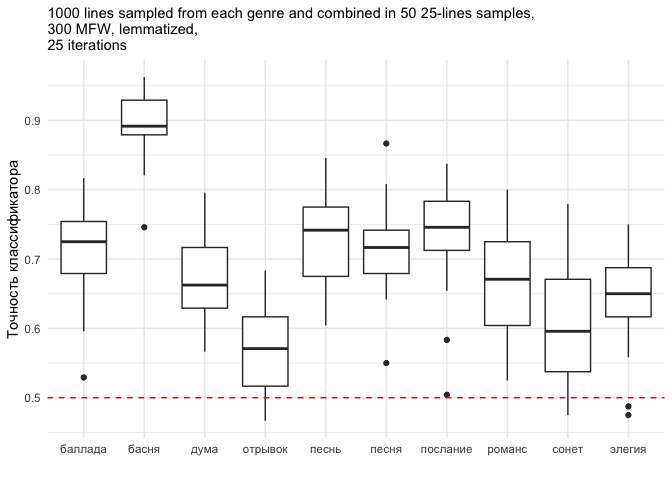 1000 lines sampled from each genre and combined in 50 25-lines samples,
300 MFW, lemmatized,
25 iterations
Точность классификатора
0.9
0.8
0.7
0.6
0.5
баллада басня дума отрывок песнь песня послание романс сонет элегия